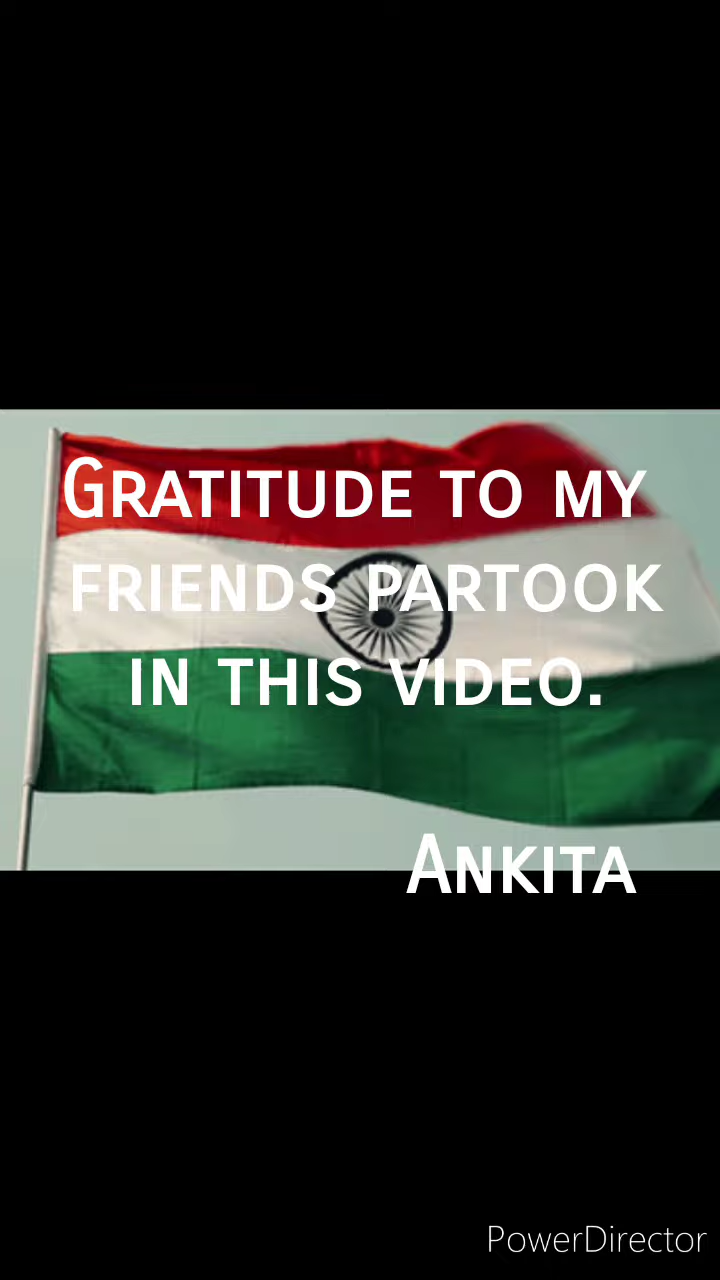 Gratitude to my
friends partook
in this video.
Ankita
PowerDirector